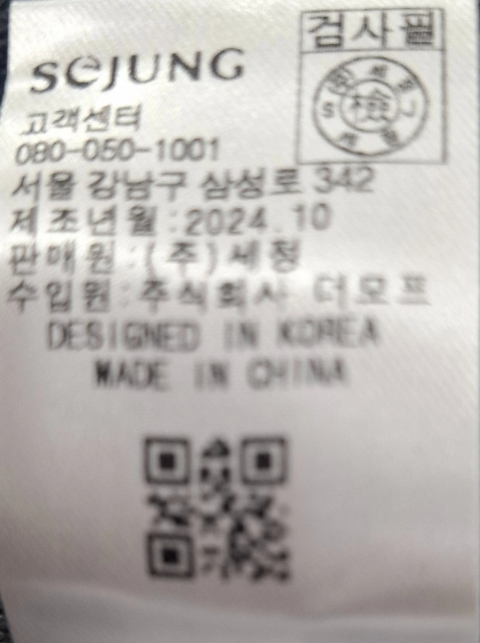 SEJUNG
검사필
檢
고객센터
080-050-1001
서울 강남구 삼성로 342
제조년월:2024.10
판매원:(주)세정
수입원:주식회사 더모프
DESIGNED IN KOREA
MADE IN CHINA